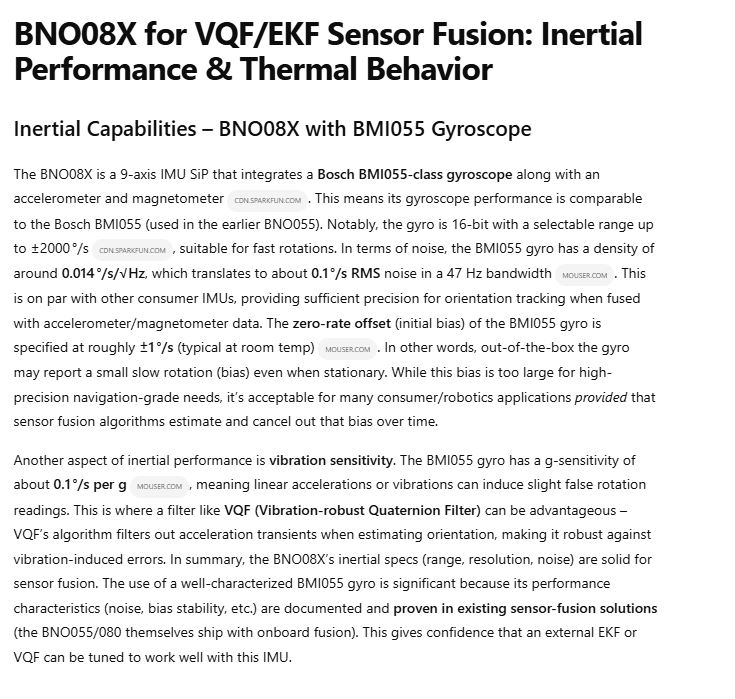 BNO08X for VQF/EKF Sensor Fusion: Inertial
Performance & Thermal Behavior
Inertial Capabilities – BNO08X with BMI055 Gyroscope
The BNO08X is a 9-axis IMU SiP that integrates a Bosch BMI055-class gyroscope along with an
accelerometer and magnetometer CDN.SPARKFUN.COM . This means its gyroscope performance is comparable
to the Bosch BMI055 (used in the earlier BNO055). Notably, the gyro is 16-bit with a selectable range up
to ±2000°/s CDN.SPARKFUN.COM , suitable for fast rotations. In terms of noise, the BMI055 gyro has a density of
around 0.014°/s/√Hz, which translates to about 0.1°/s RMS noise in a 47 Hz bandwidth MOUSER.COM . This
is on par with other consumer IMUs, providing sufficient precision for orientation tracking when fused
with accelerometer/magnetometer data. The zero-rate offset (initial bias) of the BMI055 gyro is
specified at roughly ±1°/s (typical at room temp) MOUSER.COM . In other words, out-of-the-box the gyro
may report a small slow rotation (bias) even when stationary. While this bias is too large for high-
precision navigation-grade needs, it's acceptable for many consumer/robotics applications provided that
sensor fusion algorithms estimate and cancel out that bias over time.
Another aspect of inertial performance is vibration sensitivity. The BMI055 gyro has a g-sensitivity of
about 0.1°/s per g MOUSER.COM , meaning linear accelerations or vibrations can induce slight false rotation
readings. This is where a filter like VQF (Vibration-robust Quaternion Filter) can be advantageous –
VQF's algorithm filters out acceleration transients when estimating orientation, making it robust against
vibration-induced errors. In summary, the BNO08X's inertial specs (range, resolution, noise) are solid for
sensor fusion. The use of a well-characterized BMI055 gyro is significant because its performance
characteristics (noise, bias stability, etc.) are documented and proven in existing sensor-fusion solutions
(the BNO055/080 themselves ship with onboard fusion). This gives confidence that an external EKF or
VQF can be tuned to work well with this IMU.